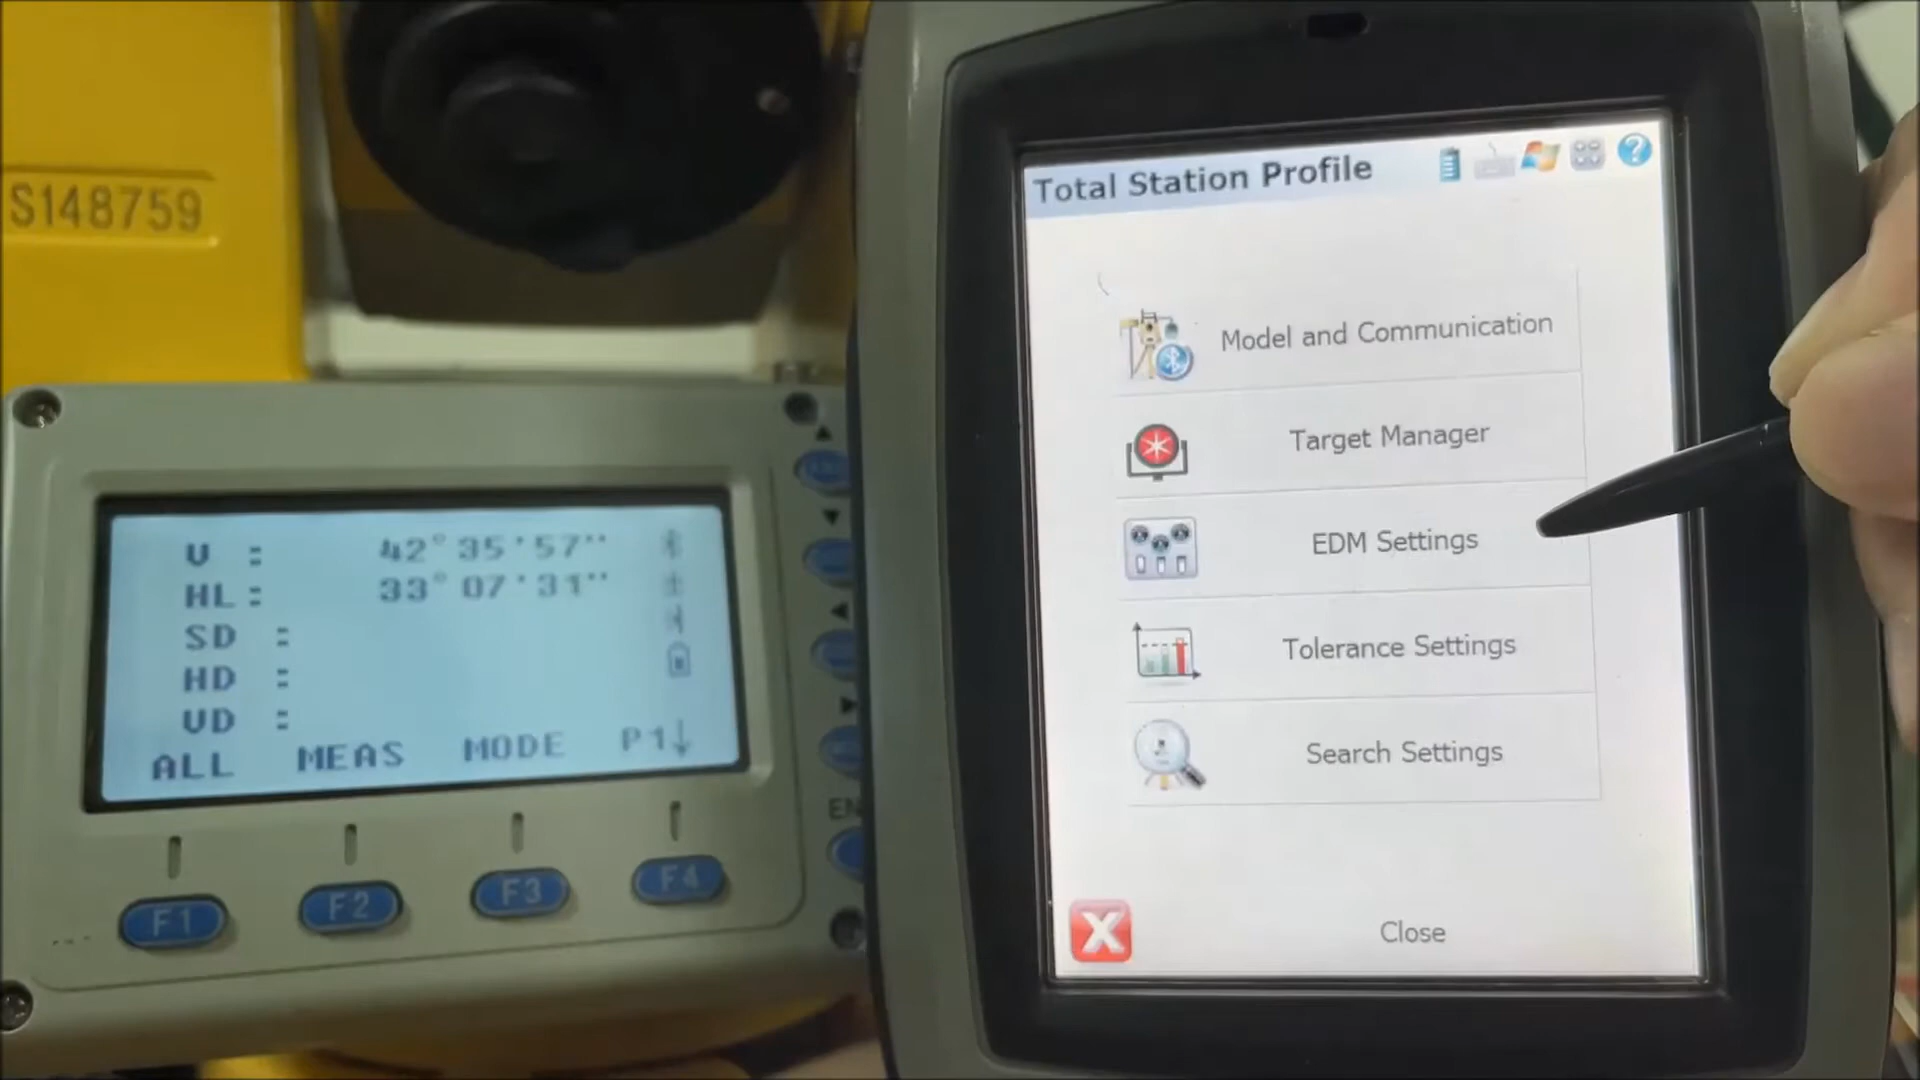 S148759
V : 42°35'57"
HL : 33°07'31"
SD :
HD :
VD :
ALL MEAS MODE P1↓
F1 F2 F3 F4
EN
Total Station Profile
?
Model and Communication
Target Manager
EDM Settings
Tolerance Settings
Search Settings
X Close